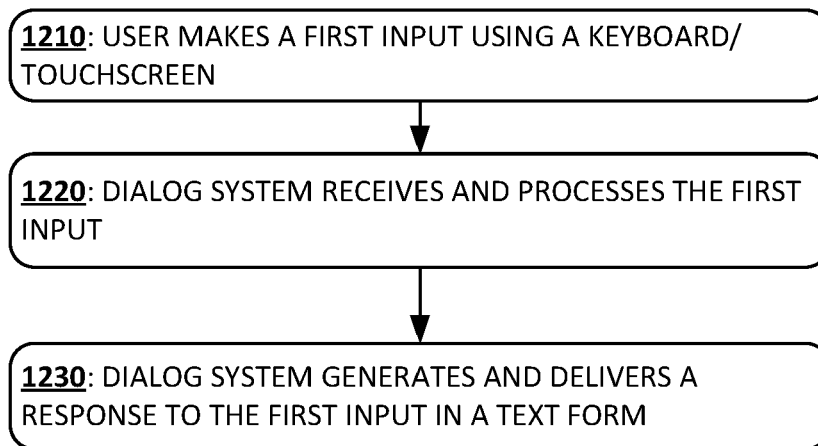 1210: USER MAKES A FIRST INPUT USING A KEYBOARD/
TOUCHSCREEN
1220: DIALOG SYSTEM RECEIVES AND PROCESSES THE FIRST
INPUT
1230: DIALOG SYSTEM GENERATES AND DELIVERS A
RESPONSE TO THE FIRST INPUT IN A TEXT FORM